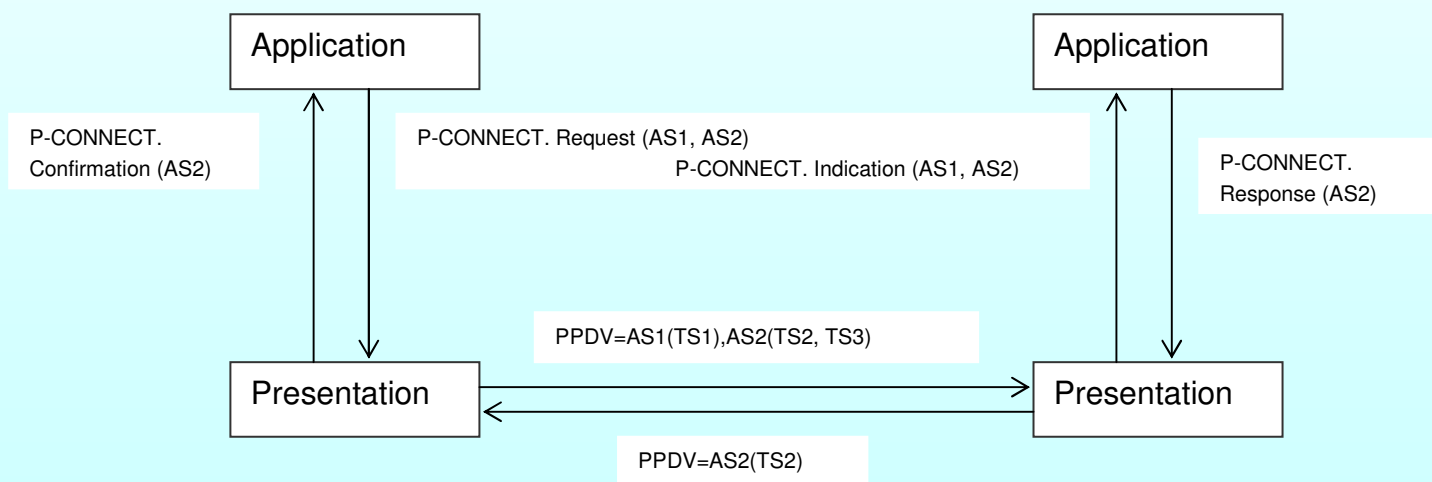 Application
Application
P-CONNECT.
Confirmation (AS2)
P-CONNECT. Request (AS1, AS2)
P-CONNECT. Indication (AS1, AS2)
P-CONNECT.
Response (AS2)
PPDV=AS1(TS1),AS2(TS2, TS3)
Presentation
Presentation
PPDV=AS2(TS2)